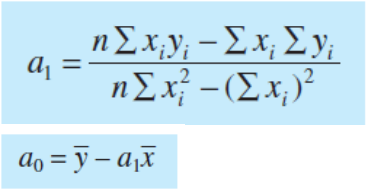 a₁ = (n Σ xᵢyᵢ − Σ xᵢ Σ yᵢ) / (n Σ xᵢ² − (Σ xᵢ)²)
a₀ = y̅ − a₁x̅